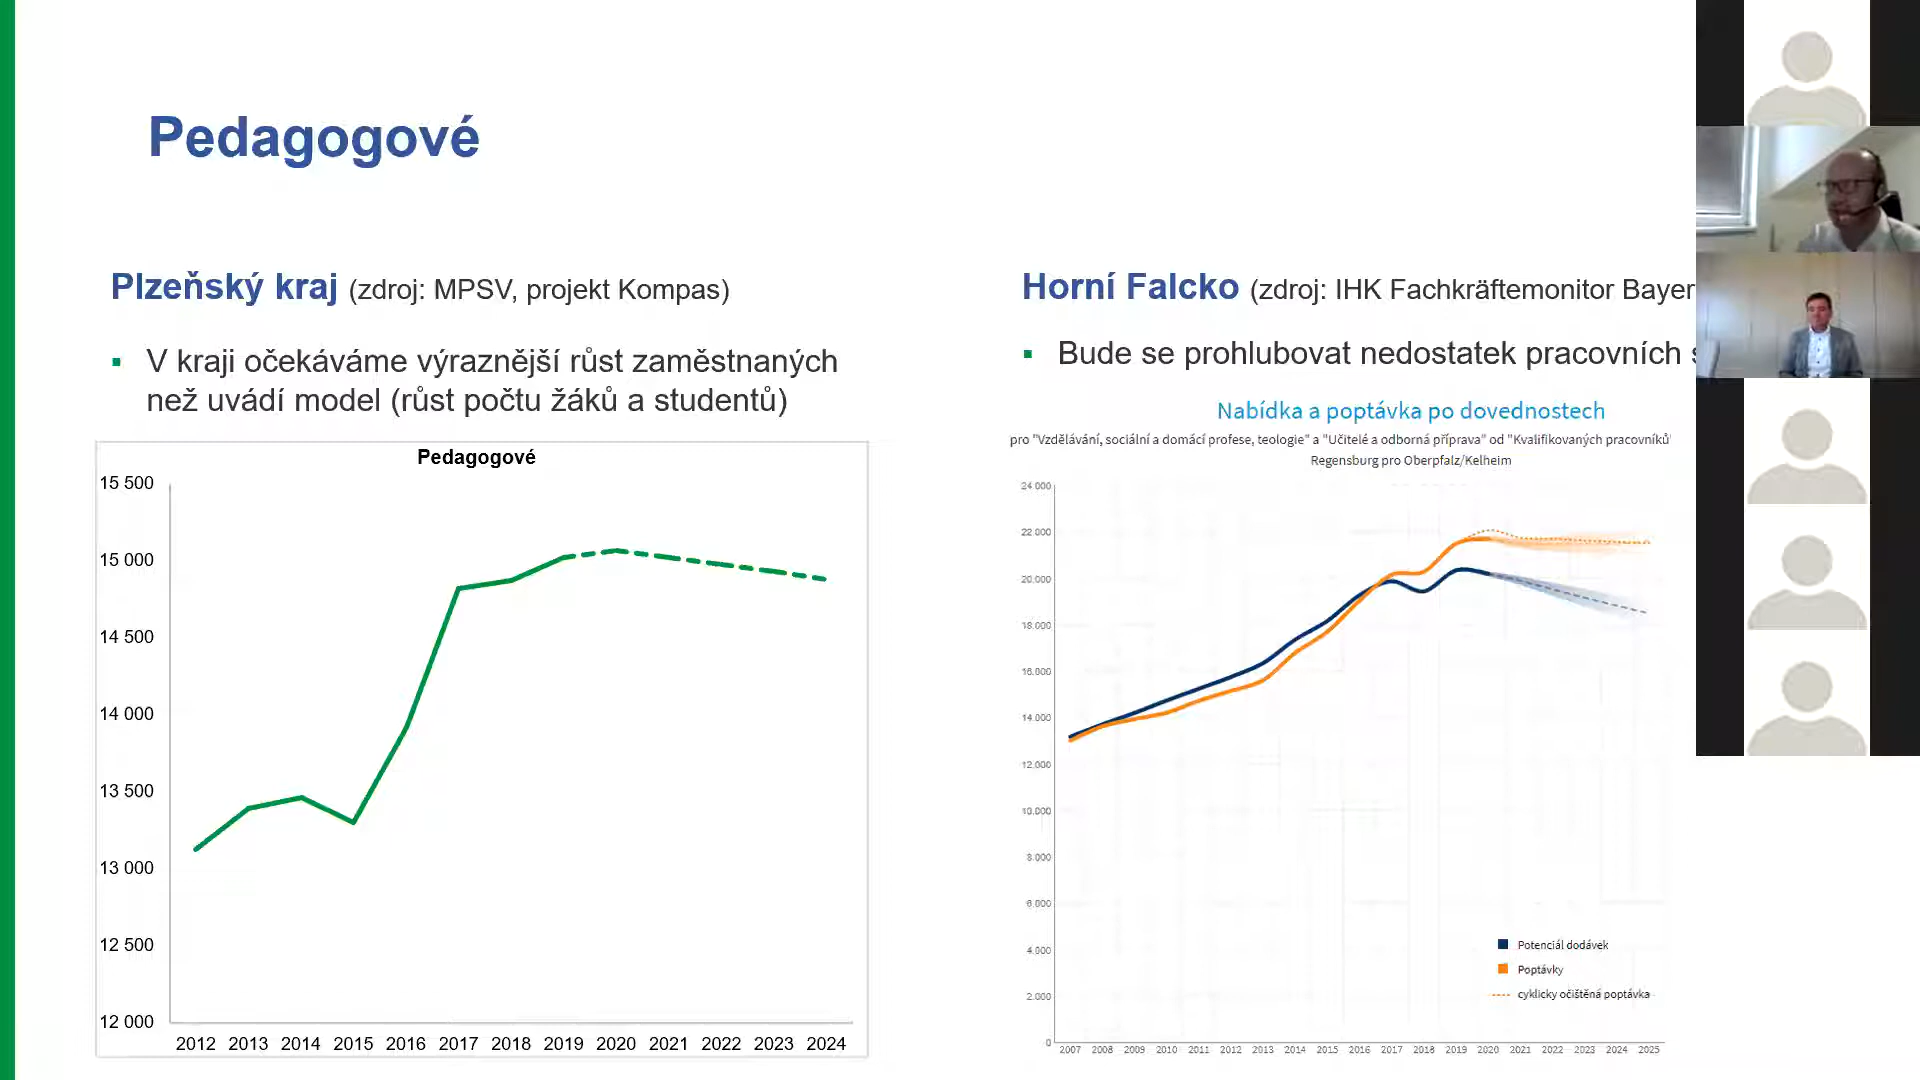 Pedagogové
Plzeňský kraj (zdroj: MPSV, projekt Kompas)
▪ V kraji očekáváme výraznější růst zaměstnaných
než uvádí model (růst počtu žáků a studentů)
Pedagogové
15 500
15 000
14 500
14 000
13 500
13 000
12 500
12 000
2012 2013 2014 2015 2016 2017 2018 2019 2020 2021 2022 2023 2024
Horní Falcko (zdroj: IHK Fachkräftemonitor Bayer
▪ Bude se prohlubovat nedostatek pracovních
Nabídka a poptávka po dovednostech
pro "Vzdělávání, sociální a domácí profese, teologie" a "Učitelé a odborná příprava" od "Kvalifikovaných pracovníků"
Regensburg pro Oberpfalz/Kelheim
24 000
22 000
20 000
18 000
16 000
14 000
12 000
10 000
8 000
6 000
4 000
2 000
0
2007 2008 2009 2010 2011 2012 2013 2014 2015 2016 2017 2018 2019 2020 2021 2022 2023 2024 2025
Potenciál dodávek
Poptávky
cyklicky očištěná poptávka